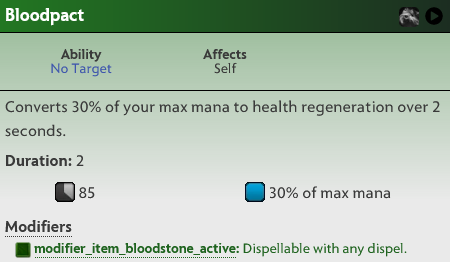 Bloodpact
Ability Affects
No Target Self
Converts 30% of your max mana to health regeneration over 2
seconds.
Duration: 2
85 30% of max mana
Modifiers
modifier_item_bloodstone_active: Dispellable with any dispel.